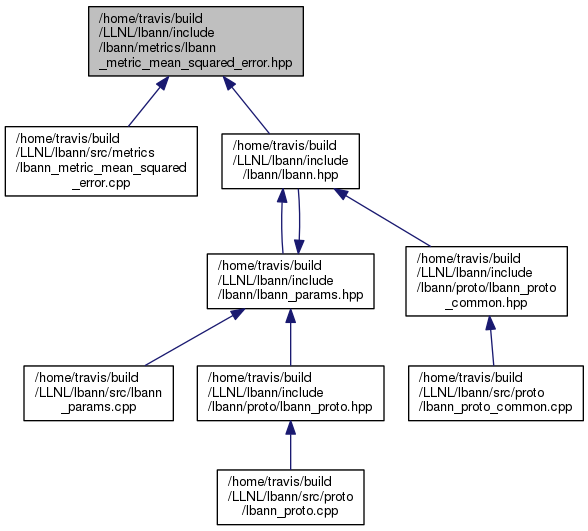 /home/travis/build
/LLNL/lbann/include
/lbann/metrics/lbann
_metric_mean_squared_error.hpp
/home/travis/build
/LLNL/lbann/src/metrics
/lbann_metric_mean_squared
_error.cpp
/home/travis/build
/LLNL/lbann/include
/lbann/lbann.hpp
/home/travis/build
/LLNL/lbann/include
/lbann/lbann_params.hpp
/home/travis/build
/LLNL/lbann/include
/lbann/proto/lbann_proto
_common.hpp
/home/travis/build
/LLNL/lbann/src/lbann
_params.cpp
/home/travis/build
/LLNL/lbann/include
/lbann/proto/lbann_proto.hpp
/home/travis/build
/LLNL/lbann/src/proto
/lbann_proto_common.cpp
/home/travis/build
/LLNL/lbann/src/proto
/lbann_proto.cpp